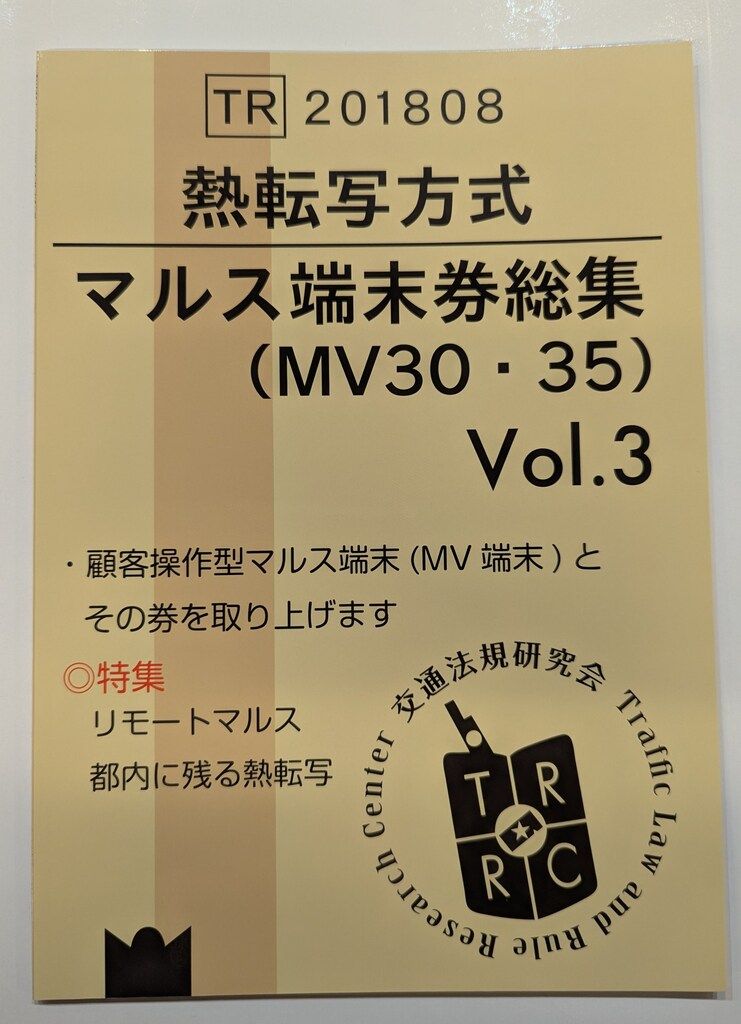 TR 201808
熱転写方式
マルス端末券総集
(MV30・35)
Vol.3
・顧客操作型マルス端末(MV 端末)と
その券を取り上げます
◎特集
リモートマルス
都内に残る熱転写
交通法規研究会 Traffic Law and Rule Research Center
T R
R C